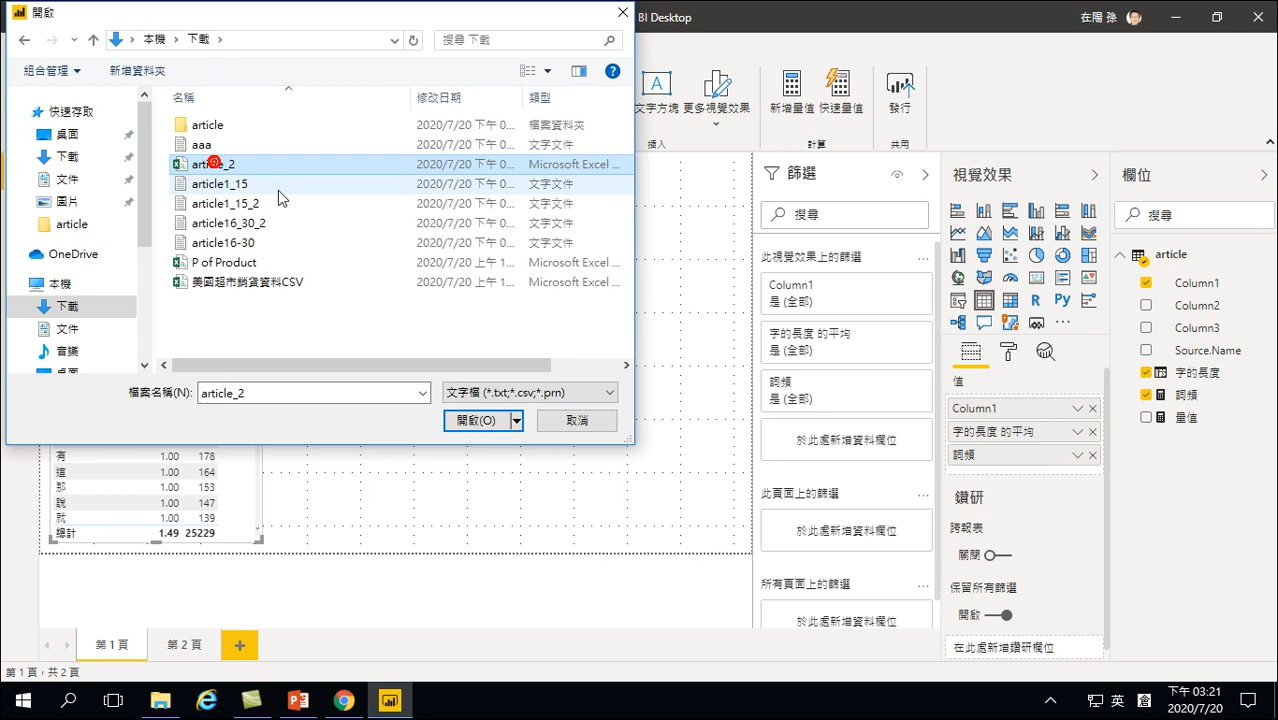 開啟
BI Desktop
在陽 孫
本機
下載
搜尋 下載
組合管理
新增資料夾
文字方塊
更多視覺效果
新增量值
快速量值
發行
插入
計算
共用
快速存取
桌面
下載
文件
圖片
article
OneDrive
本機
下載
文件
音樂
名稱
修改日期
類型
article
2020/7/20 下午 0...
檔案資料夾
aaa
2020/7/20 下午 0...
文字文件
article_2
2020/7/20 下午 0...
Microsoft Excel ...
article1_15
2020/7/20 下午 0...
文字文件
article1_15_2
2020/7/20 下午 0...
文字文件
article16_30_2
2020/7/20 下午 0...
文字文件
article16-30
2020/7/20 下午 0...
文字文件
P of Product
2020/7/20 上午 1...
Microsoft Excel ...
美國超市銷貨資料CSV
2020/7/20 上午 1...
Microsoft Excel ...
檔案名稱(N):
article_2
文字檔 (*.txt;*.csv;*.prn)
開啟(O)
取消
有 1.00 178
這 1.00 164
那 1.00 153
說 1.00 147
就 1.00 139
總計 1.49 25229
篩選
搜尋
此視覺效果上的篩選
Column1
是 (全部)
字的長度 的平均
是 (全部)
詞頻
是 (全部)
於此處新增資料欄位
此頁面上的篩選
於此處新增資料欄位
所有頁面上的篩選
於此處新增資料欄位
視覺效果
R
Py
值
Column1
字的長度 的平均
詞頻
鑽研
跨報表
關閉
保留所有篩選
開啟
在此處新增鑽研欄位
欄位
搜尋
article
Column1
Column2
Column3
Source.Name
字的長度
詞頻
量值
第 1 頁
第 2 頁
第 1 頁，共 2 頁
英
下午 03:21
2020/7/20